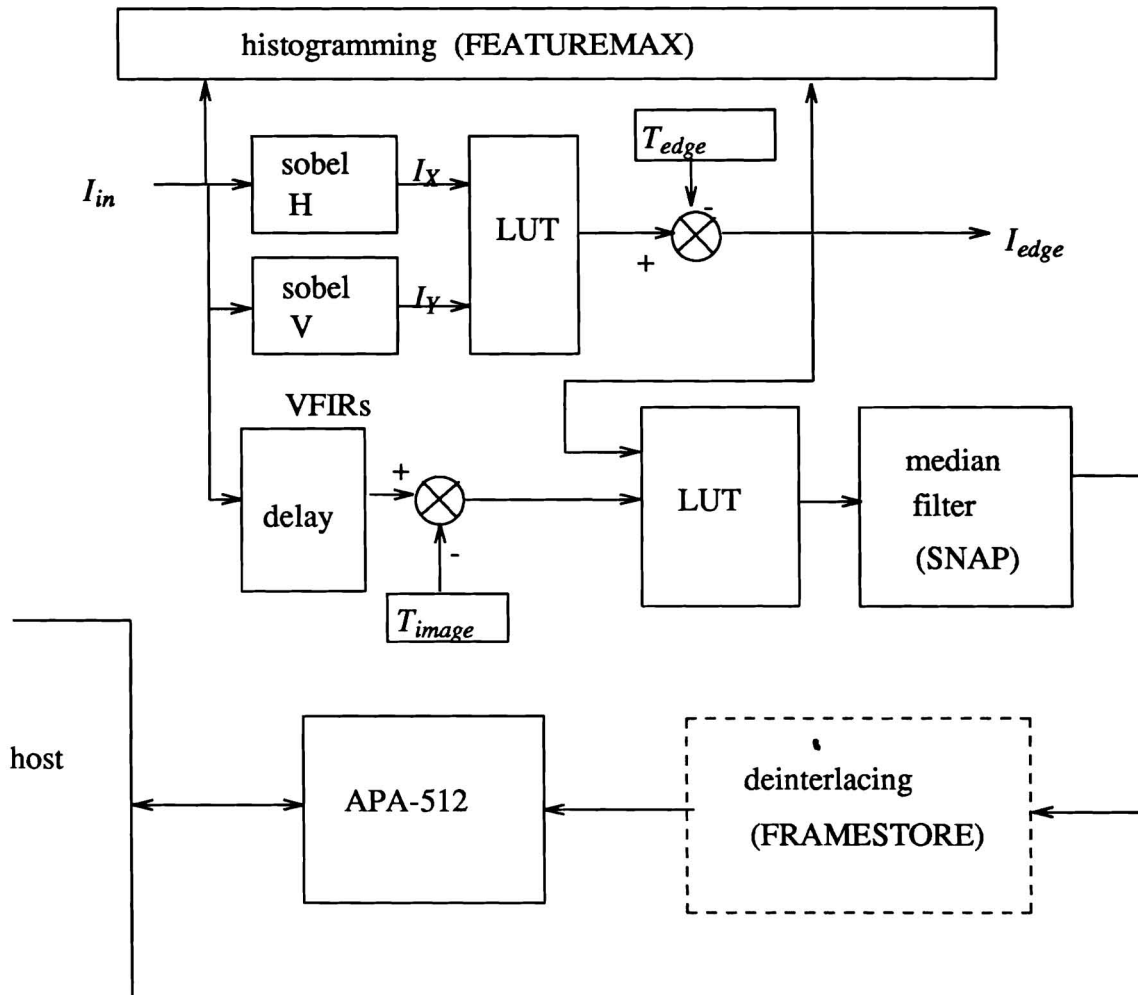 histogramming (FEATUREMAX)
I_in
sobel
H
I_X
LUT
T_edge
-
+
I_edge
sobel
V
I_Y
VFIRs
delay
+
-
T_image
LUT
median
filter
(SNAP)
host
APA-512
deinterlacing
(FRAMESTORE)